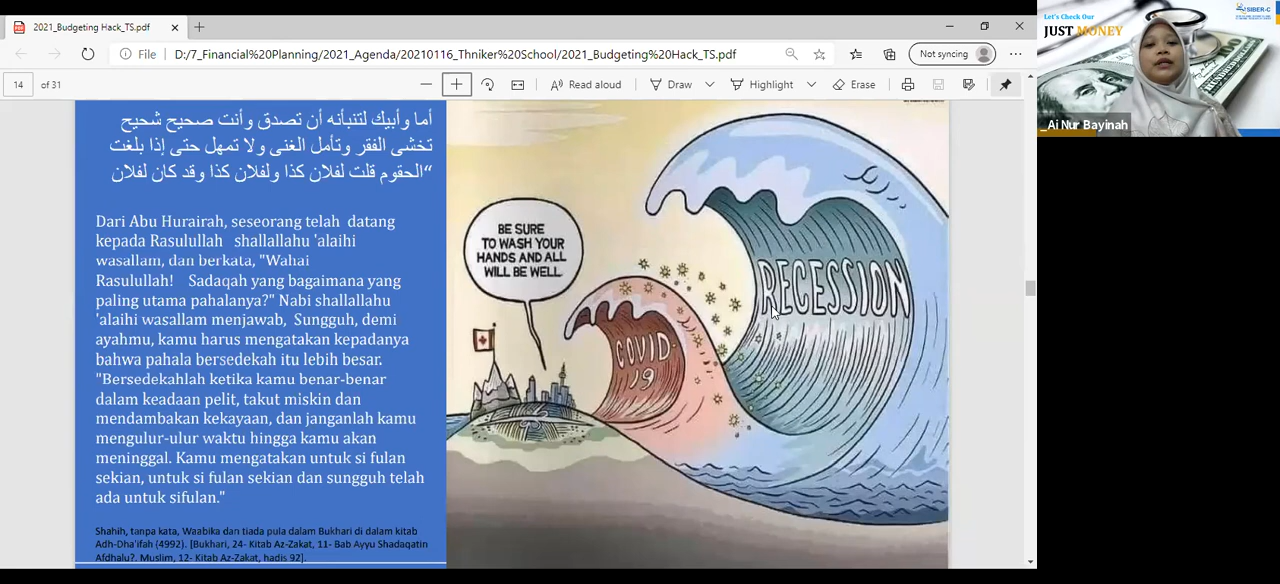 2021_Budgeting Hack_TS.pdf
File
D:/7_Financial%20Planning/2021_Agenda/20210116_Thniker%20School/2021_Budgeting%20Hack_TS.pdf
Not syncing
14 of 31
Read aloud
Draw
Highlight
Erase
أما وأبيك لتنبأنه أن تصدق وأنت صحيح شحيح
تخشى الفقر وتأمل الغنى ولا تمهل حتى إذا بلغت
الحقوم قلت لفلان كذا ولفلان كذا وقد كان لفلان“
Dari Abu Hurairah, seseorang telah datang
kepada Rasulullah shallallahu 'alaihi
wasallam, dan berkata, "Wahai
Rasulullah! Sadaqah yang bagaimana yang
paling utama pahalanya?" Nabi shallallahu
'alaihi wasallam menjawab, Sungguh, demi
ayahmu, kamu harus mengatakan kepadanya
bahwa pahala bersedekah itu lebih besar.
"Bersedekahlah ketika kamu benar-benar
dalam keadaan pelit, takut miskin dan
mendambakan kekayaan, dan janganlah kamu
mengulur-ulur waktu hingga kamu akan
meninggal. Kamu mengatakan untuk si fulan
sekian, untuk si fulan sekian dan sungguh telah
ada untuk sifulan."
Shahih, tanpa kata, Waabika dan tiada pula dalam Bukhari di dalam kitab
Adh-Dha'ifah (4992). [Bukhari, 24- Kitab Az-Zakat, 11- Bab Ayyu Shadaqatin
Afdhalu?. Muslim, 12- Kitab Az-Zakat, hadis 92]
BE SURE
TO WASH YOUR
HANDS AND ALL
WILL BE WELL
COVID-
19
RECESSION
Let's Check Our
JUST MONEY
SIBER-C
_Ai Nur Bayinah